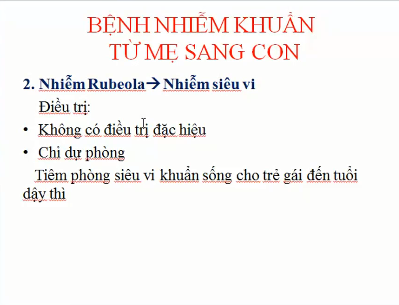 BỆNH NHIỄM KHUẨN
TỪ MẸ SANG CON
2. Nhiễm Rubeola→ Nhiễm siêu vi
Điều trị:
• Không có điều trị đặc hiệu
• Chỉ dự phòng
Tiêm phòng siêu vi khuẩn sống cho trẻ gái đến tuổi
dậy thì